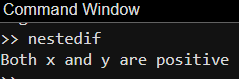 Command Window
>> nestedif
Both x and y are positive
>>